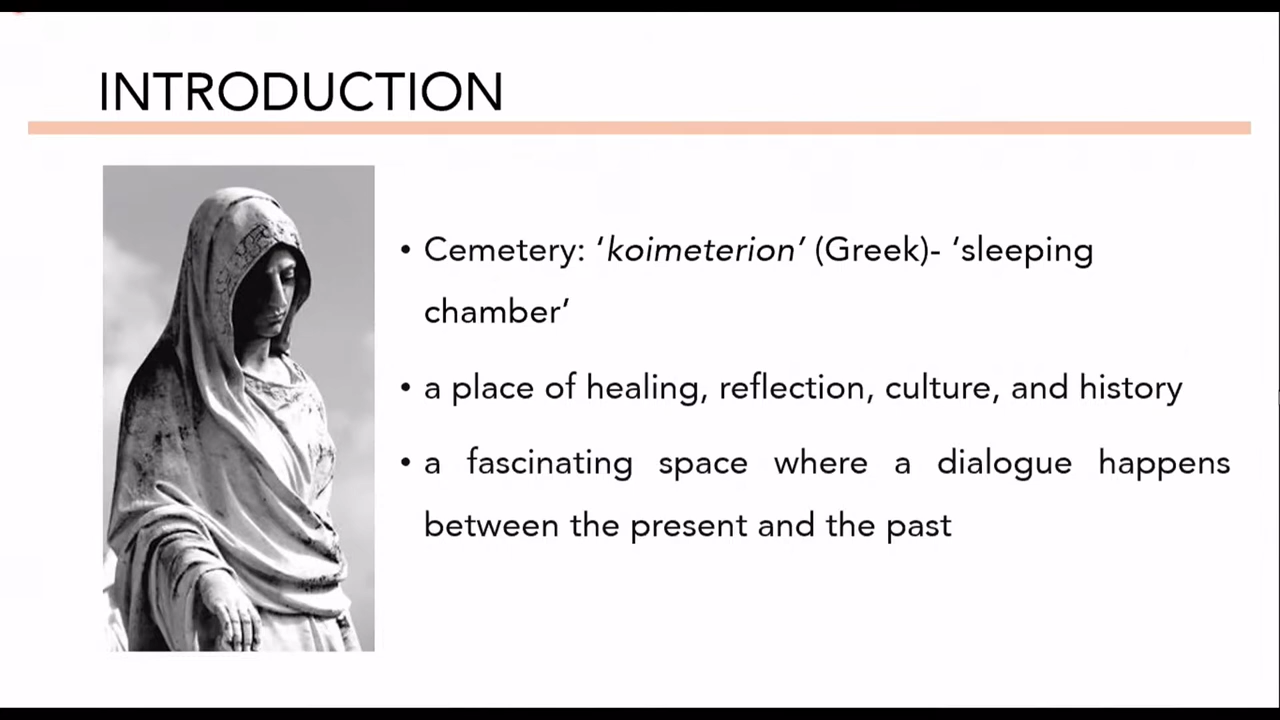 INTRODUCTION
• Cemetery: ‘koimeterion’ (Greek)- ‘sleeping
chamber’
• a place of healing, reflection, culture, and history
• a fascinating space where a dialogue happens
between the present and the past